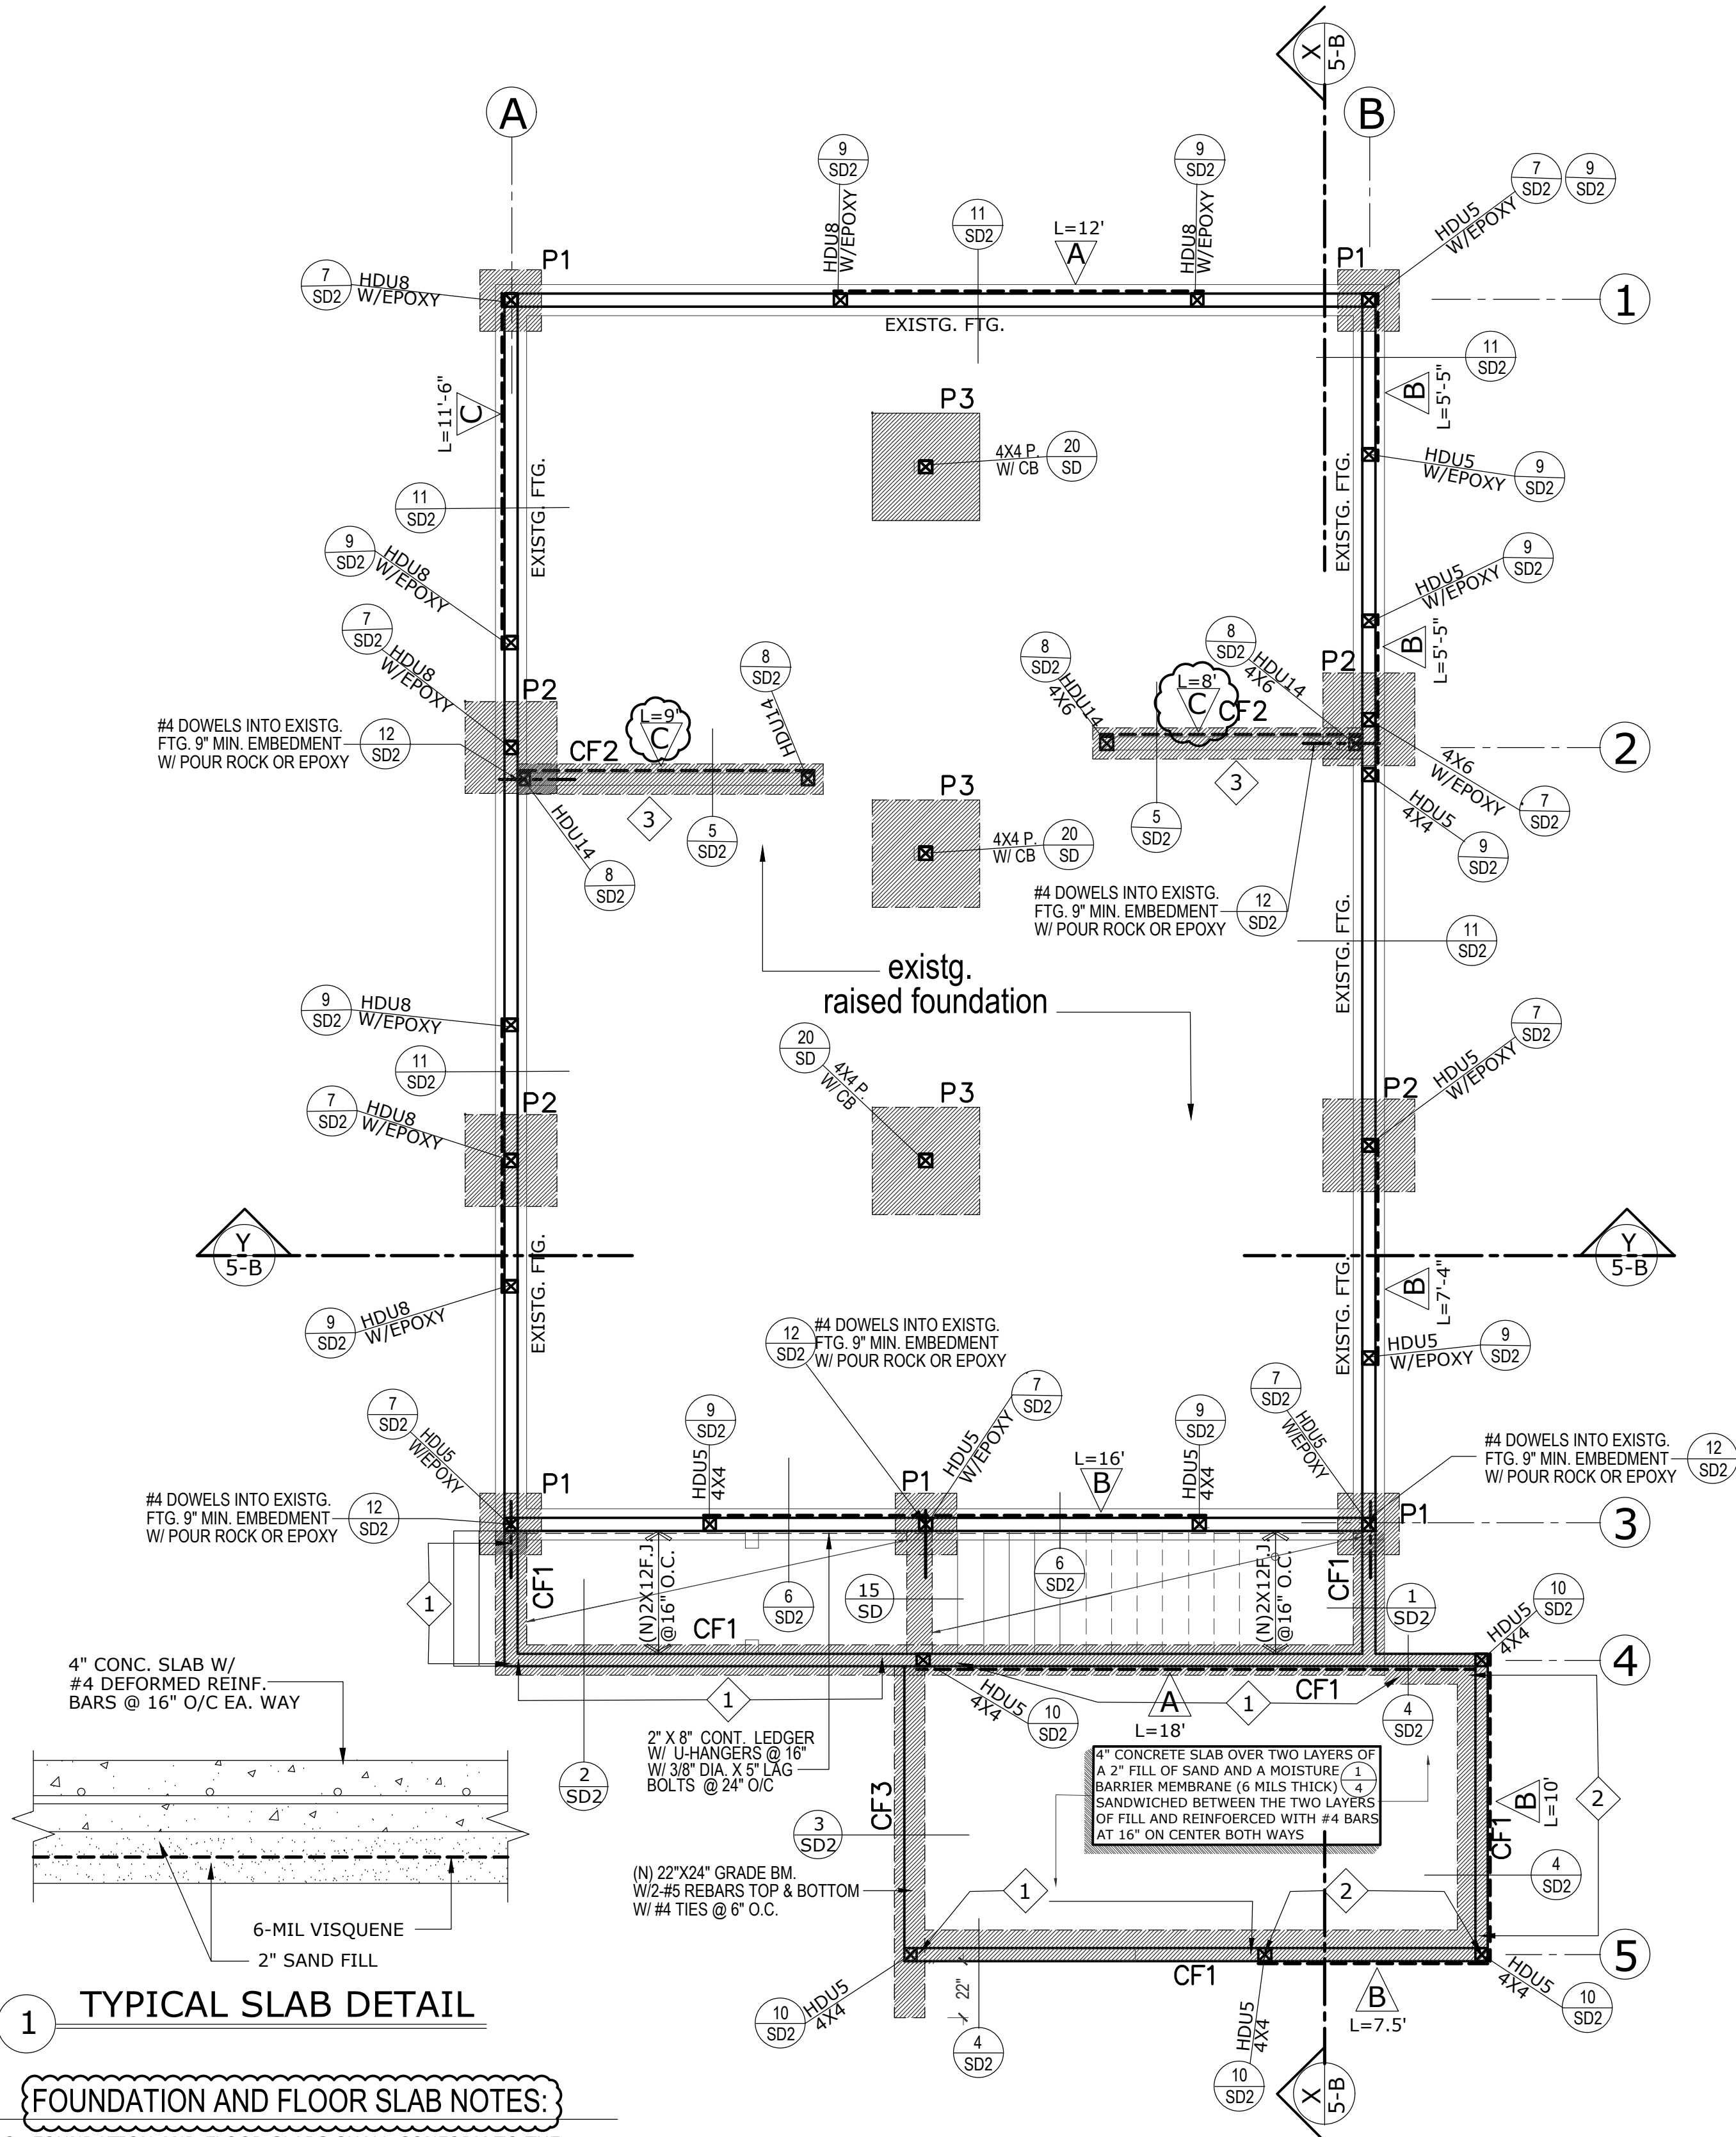 X
5-B
A
B
9
SD2
9
SD2
7
SD2
9
SD2
HDU8
W/EPOXY
11
SD2
L=12'
A
HDU8
W/EPOXY
HDU5
W/EPOXY
P1
P1
7
SD2
HDU8
W/EPOXY
1
EXISTG. FTG.
11
SD2
L=11'-6"
C
B
L=5'-5"
P3
4X4 P.
W/ CB
20
SD
HDU5
W/EPOXY
9
SD2
EXISTG. FTG.
EXISTG. FTG.
11
SD2
9
SD2
HDU8
W/EPOXY
HDU5
W/EPOXY
9
SD2
7
SD2
HDU8
W/EPOXY
8
SD2
HDU14
8
SD2
HDU14
4X6
8
SD2
HDU14
4X6
B
L=5'-5"
P2
P2
L=9'
C
L=8'
C
CF2
CF2
#4 DOWELS INTO EXISTG.
FTG. 9" MIN. EMBEDMENT
W/ POUR ROCK OR EPOXY
12
SD2
2
3
3
4X6
W/EPOXY
7
SD2
HDU5
4X4
9
SD2
HDU14
8
SD2
5
SD2
5
SD2
P3
4X4 P.
W/ CB
20
SD
#4 DOWELS INTO EXISTG.
FTG. 9" MIN. EMBEDMENT
W/ POUR ROCK OR EPOXY
12
SD2
EXISTG. FTG.
11
SD2
existg.
raised foundation
9
SD2
HDU8
W/EPOXY
11
SD2
20
SD
4X4 P.
W/ CB
P3
HDU5
W/EPOXY
7
SD2
7
SD2
HDU8
W/EPOXY
P2
P2
Y
5-B
Y
5-B
EXISTG. FTG.
EXISTG. FTG.
B
L=7'-4"
9
SD2
HDU8
W/EPOXY
12
SD2
#4 DOWELS INTO EXISTG.
FTG. 9" MIN. EMBEDMENT
W/ POUR ROCK OR EPOXY
HDU5
W/EPOXY
9
SD2
7
SD2
HDU5
W/EPOXY
9
SD2
HDU5
4X4
HDU5
W/EPOXY
7
SD2
9
SD2
HDU5
4X4
7
SD2
HDU5
W/EPOXY
L=16'
B
#4 DOWELS INTO EXISTG.
FTG. 9" MIN. EMBEDMENT
W/ POUR ROCK OR EPOXY
12
SD2
P1
P1
P1
#4 DOWELS INTO EXISTG.
FTG. 9" MIN. EMBEDMENT
W/ POUR ROCK OR EPOXY
12
SD2
3
CF1
1
(N)2X12F.J.
@16" O.C.
6
SD2
15
SD
6
SD2
(N)2X12F.J.
@16" O.C.
CF1
CF1
1
SD2
10
SD2
HDU5
4X4
4
4" CONC. SLAB W/
#4 DEFORMED REINF.
BARS @ 16" O/C EA. WAY
1
HDU5
4X4
10
SD2
A
L=18'
1
CF1
4
SD2
2
SD2
2" X 8" CONT. LEDGER
W/ U-HANGERS @ 16"
W/ 3/8" DIA. X 5" LAG
BOLTS @ 24" O/C
4" CONCRETE SLAB OVER TWO LAYERS OF
A 2" FILL OF SAND AND A MOISTURE
BARRIER MEMBRANE (6 MILS THICK)
SANDWICHED BETWEEN THE TWO LAYERS
OF FILL AND REINFOERCED WITH #4 BARS
AT 16" ON CENTER BOTH WAYS
1
4
CF3
3
SD2
B
L=10'
CF1
2
4
SD2
(N) 22"X24" GRADE BM.
W/2-#5 REBARS TOP & BOTTOM
W/ #4 TIES @ 6" O.C.
1
2
6-MIL VISQUENE
2" SAND FILL
5
1
TYPICAL SLAB DETAIL
CF1
22"
10
SD2
HDU5
4X4
4
SD2
HDU5
4X4
10
SD2
B
L=7.5'
HDU5
4X4
10
SD2
X
5-B
FOUNDATION AND FLOOR SLAB NOTES: